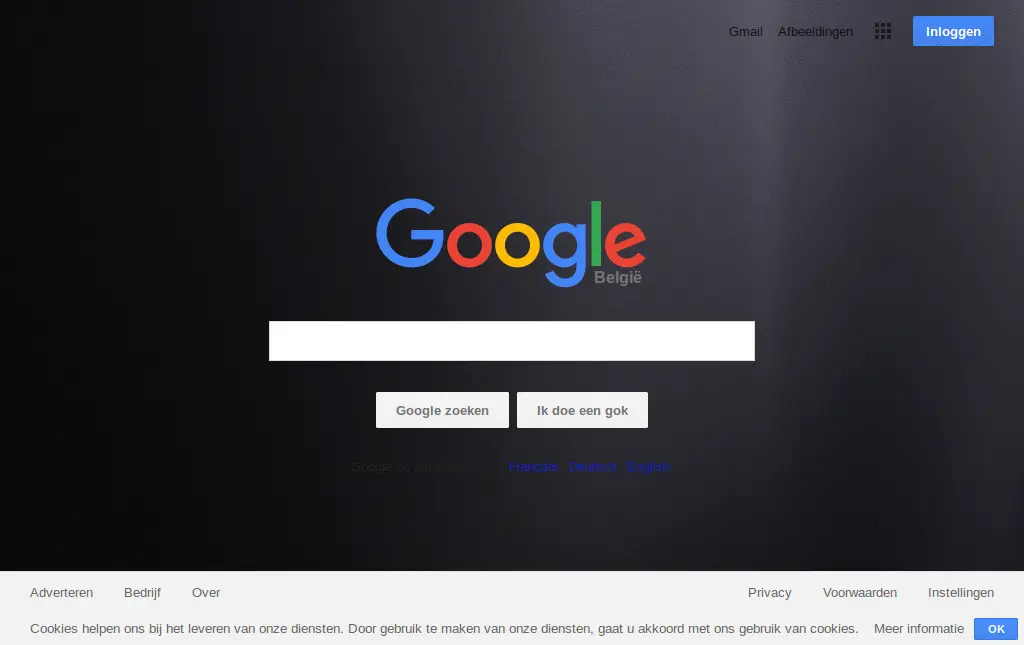 Gmail Afbeeldingen Inloggen
Google
België
Google zoeken Ik doe een gok
Google.be Français Deutsch English
Adverteren Bedrijf Over Privacy Voorwaarden Instellingen
Cookies helpen ons bij het leveren van onze diensten. Door gebruik te maken van onze diensten, gaat u akkoord met ons gebruik van cookies. Meer informatie OK